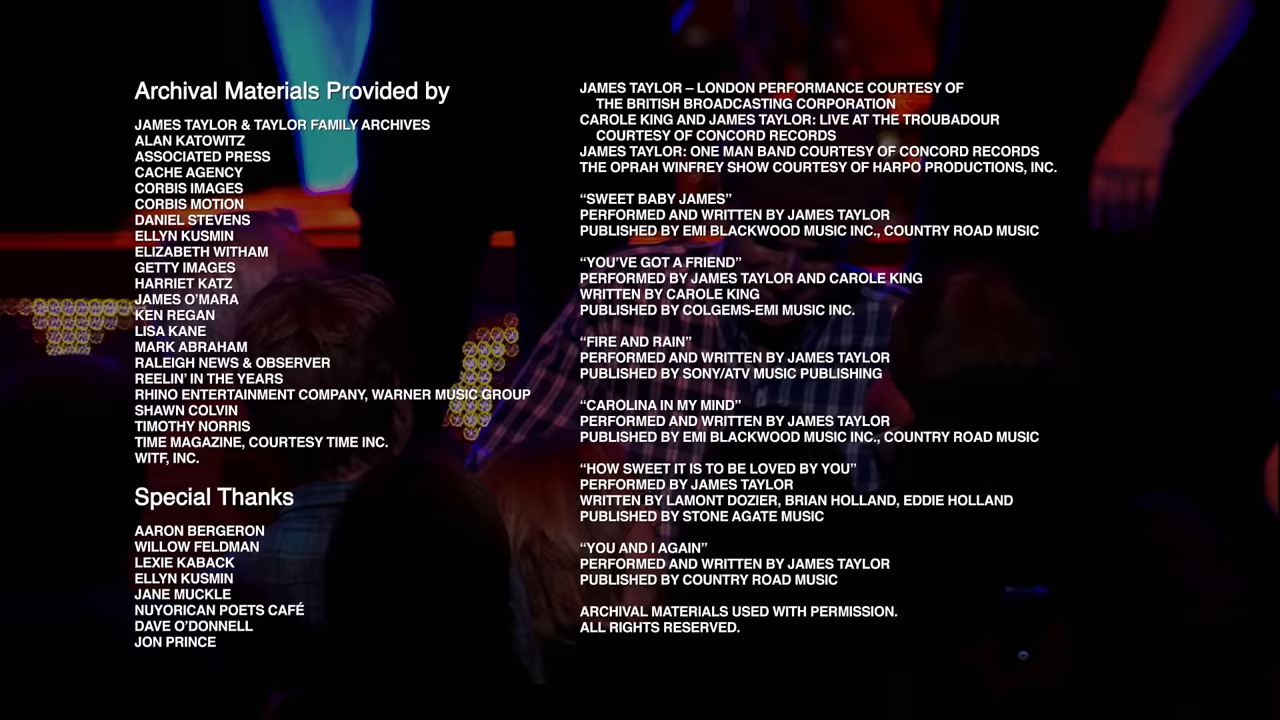 Archival Materials Provided by
JAMES TAYLOR & TAYLOR FAMILY ARCHIVES
ALAN KATOWITZ
ASSOCIATED PRESS
CACHE AGENCY
CORBIS IMAGES
CORBIS MOTION
DANIEL STEVENS
ELLYN KUSMIN
ELIZABETH WITHAM
GETTY IMAGES
HARRIET KATZ
JAMES O’MARA
KEN REGAN
LISA KANE
MARK ABRAHAM
RALEIGH NEWS & OBSERVER
REELIN’ IN THE YEARS
RHINO ENTERTAINMENT COMPANY, WARNER MUSIC GROUP
SHAWN COLVIN
TIMOTHY NORRIS
TIME MAGAZINE, COURTESY TIME INC.
WITF, INC.
Special Thanks
AARON BERGERON
WILLOW FELDMAN
LEXIE KABACK
ELLYN KUSMIN
JANE MUCKLE
NUYORICAN POETS CAFÉ
DAVE O’DONNELL
JON PRINCE
JAMES TAYLOR – LONDON PERFORMANCE COURTESY OF
THE BRITISH BROADCASTING CORPORATION
CAROLE KING AND JAMES TAYLOR: LIVE AT THE TROUBADOUR
COURTESY OF CONCORD RECORDS
JAMES TAYLOR: ONE MAN BAND COURTESY OF CONCORD RECORDS
THE OPRAH WINFREY SHOW COURTESY OF HARPO PRODUCTIONS, INC.
“SWEET BABY JAMES”
PERFORMED AND WRITTEN BY JAMES TAYLOR
PUBLISHED BY EMI BLACKWOOD MUSIC INC., COUNTRY ROAD MUSIC
“YOU’VE GOT A FRIEND”
PERFORMED BY JAMES TAYLOR AND CAROLE KING
WRITTEN BY CAROLE KING
PUBLISHED BY COLGEMS-EMI MUSIC INC.
“FIRE AND RAIN”
PERFORMED AND WRITTEN BY JAMES TAYLOR
PUBLISHED BY SONY/ATV MUSIC PUBLISHING
“CAROLINA IN MY MIND”
PERFORMED AND WRITTEN BY JAMES TAYLOR
PUBLISHED BY EMI BLACKWOOD MUSIC INC., COUNTRY ROAD MUSIC
“HOW SWEET IT IS TO BE LOVED BY YOU”
PERFORMED BY JAMES TAYLOR
WRITTEN BY LAMONT DOZIER, BRIAN HOLLAND, EDDIE HOLLAND
PUBLISHED BY STONE AGATE MUSIC
“YOU AND I AGAIN”
PERFORMED AND WRITTEN BY JAMES TAYLOR
PUBLISHED BY COUNTRY ROAD MUSIC
ARCHIVAL MATERIALS USED WITH PERMISSION.
ALL RIGHTS RESERVED.